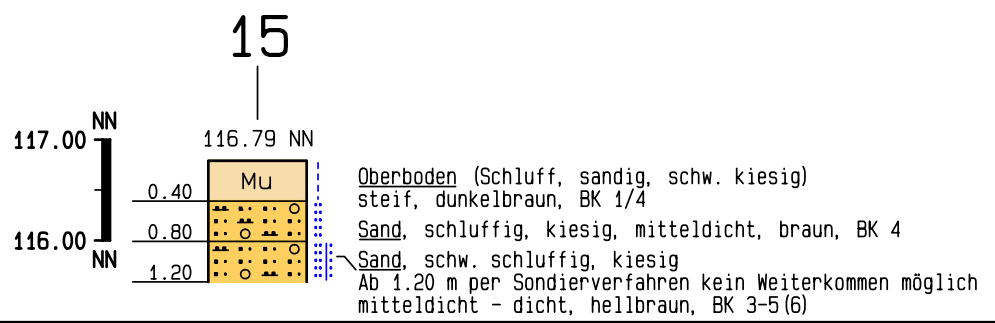 15
NN
117.00
116.79 NN
Mu
Oberboden (Schluff, sandig, schw. kiesig)
0.40
steif, dunkelbraun, BK 1/4
0.80
Sand, schluffig, kiesig, mitteldicht, braun, BK 4
116.00
NN
Sand, schw. schluffig, kiesig
1.20
Ab 1.20 m per Sondierverfahren kein Weiterkommen möglich
mitteldicht - dicht, hellbraun, BK 3-5(6)